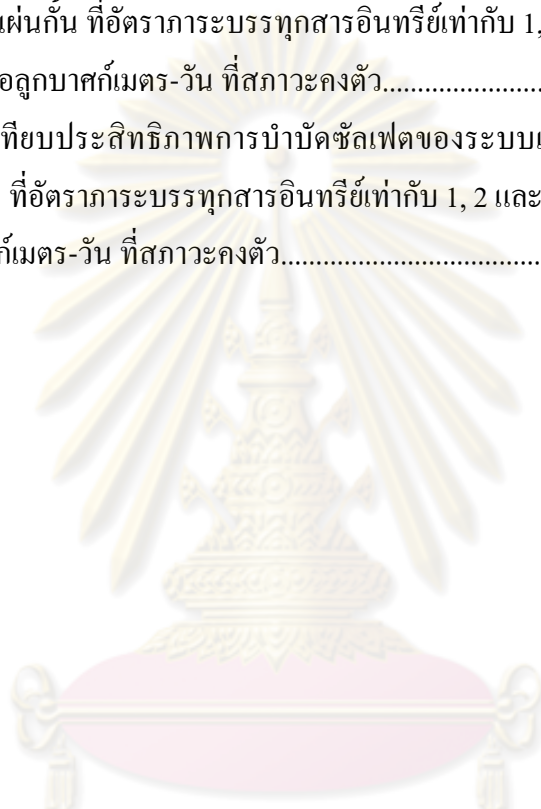 แผ่นกั้น ที่อัตราภาระบรรทุกสารอินทรีย์เท่ากับ 1,
อลูกบาศก์เมตร-วัน ที่สภาวะคงตัว......................
ทียบประสิทธิภาพการบำบัดซัลเฟตของระบบแ
ที่อัตราภาระบรรทุกสารอินทรีย์เท่ากับ 1, 2 และ
ก์เมตร-วัน ที่สภาวะคงตัว.....................................